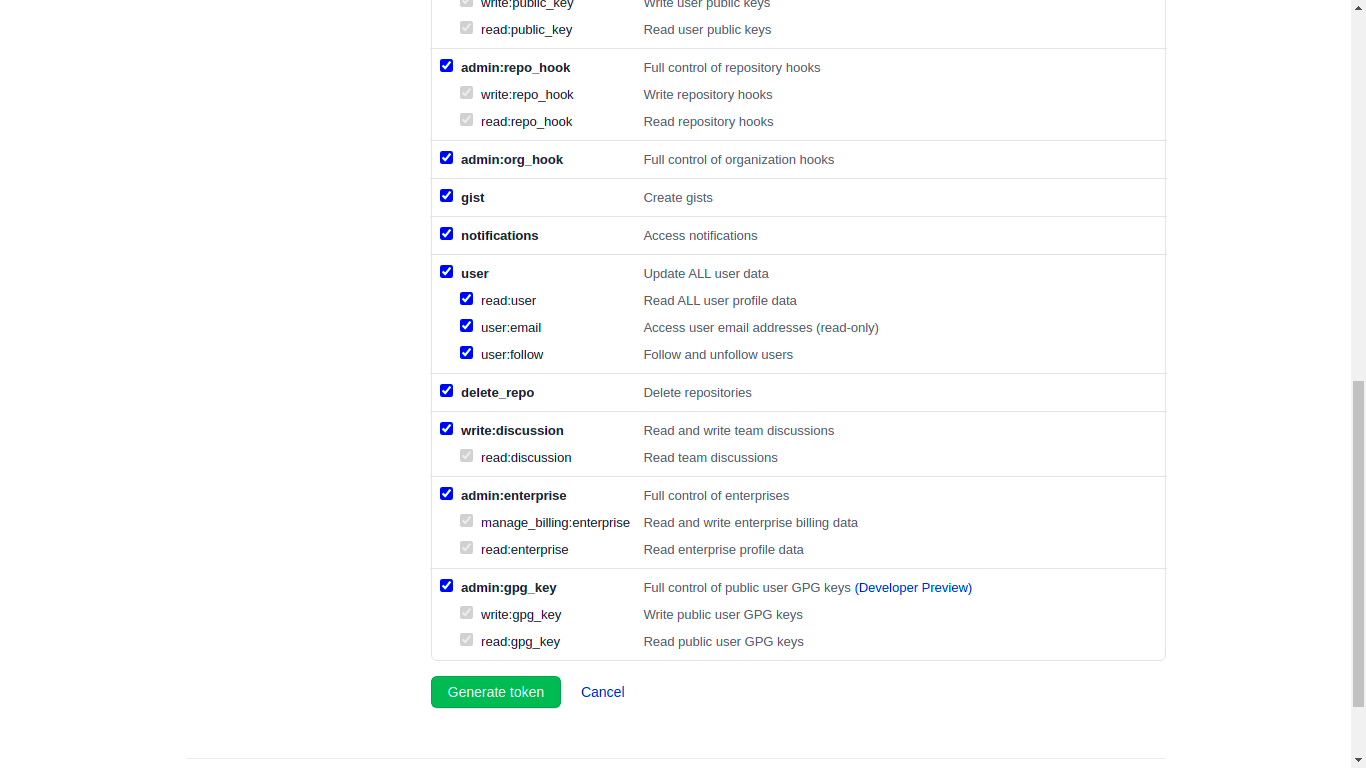 write:public_key Write user public keys
read:public_key Read user public keys
admin:repo_hook Full control of repository hooks
write:repo_hook Write repository hooks
read:repo_hook Read repository hooks
admin:org_hook Full control of organization hooks
gist Create gists
notifications Access notifications
user Update ALL user data
read:user Read ALL user profile data
user:email Access user email addresses (read-only)
user:follow Follow and unfollow users
delete_repo Delete repositories
write:discussion Read and write team discussions
read:discussion Read team discussions
admin:enterprise Full control of enterprises
manage_billing:enterprise Read and write enterprise billing data
read:enterprise Read enterprise profile data
admin:gpg_key Full control of public user GPG keys (Developer Preview)
write:gpg_key Write public user GPG keys
read:gpg_key Read public user GPG keys
Generate token Cancel